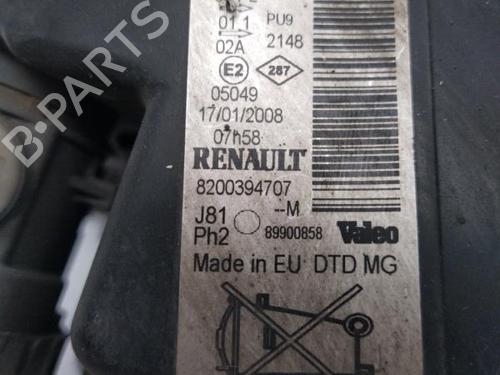 01 1 PU9
02A 2148
E2 287
05049
17/01/2008
07h58
RENAULT
8200394707
J81 --M
Ph2 89900858 Valeo
Made in EU DTD MG